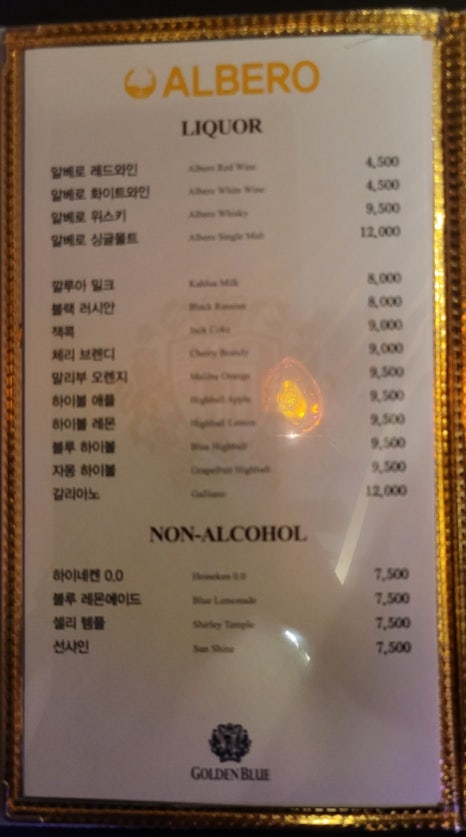 ALBERO
LIQUOR
알베로 레드와인 Albero Red Wine 4,500
알베로 화이트와인 Albero White Wine 4,500
알베로 위스키 Albero Whisky 9,500
알베로 싱글몰트 Albero Single Malt 12,000
깔루아 밀크 Kahlua Milk 8,000
블랙 러시안 Black Russian 8,000
잭콕 Jack Coke 9,000
체리 브렌디 Cherry Brandy 9,000
말리부 오렌지 Malibu Orange 9,500
하이볼 애플 Highball Apple 9,500
하이볼 레몬 Highball Lemon 9,500
블루 하이볼 Blue Highball 9,500
자몽 하이볼 Grapefruit Highball 9,500
갈리아노 Galliano 12,000
NON-ALCOHOL
하이네켄 0.0 Heineken 0.0 7,500
블루 레몬에이드 Blue Lemonade 7,500
셜리 템플 Shirley Temple 7,500
선샤인 Sun Shine 7,500
GOLDEN BLUE